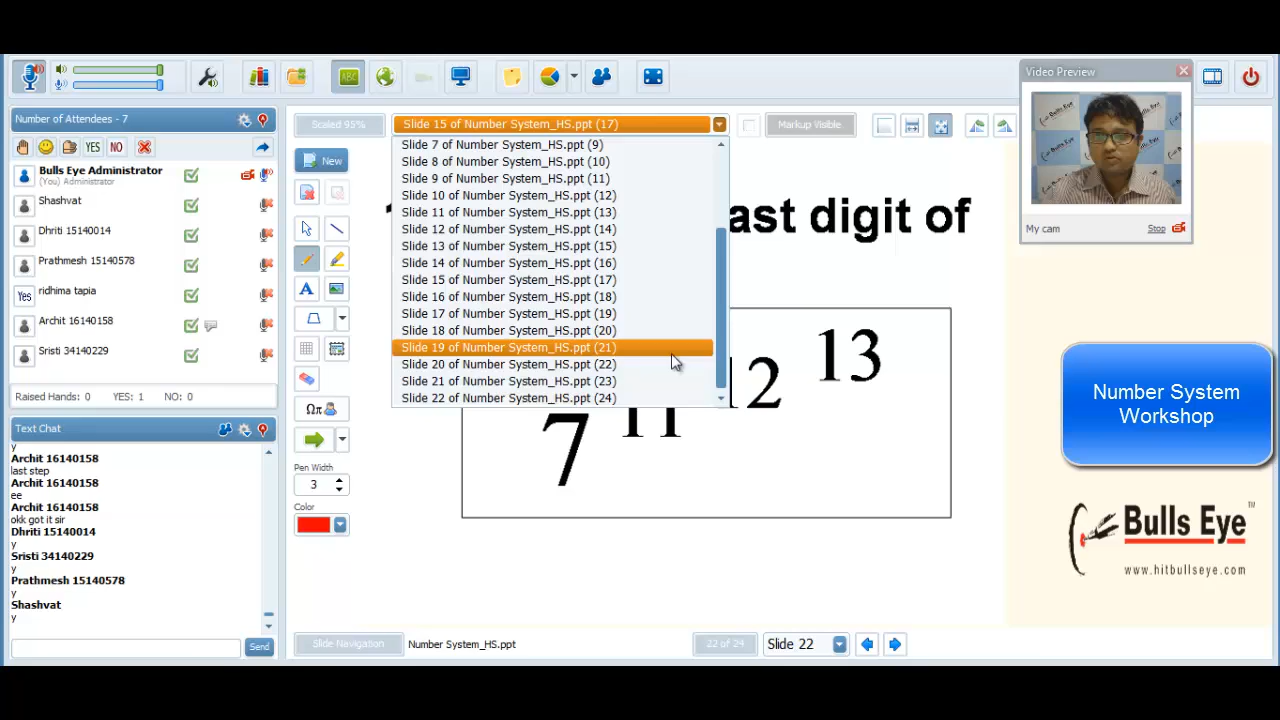 Number of Attendees - 7
YES
NO
Bulls Eye Administrator
(You) Administrator
Shashvat
Dhriti 15140014
Prathmesh 15140578
Yes
ridhima tapia
Archit 16140158
Sristi 34140229
Raised Hands: 0 YES: 1 NO: 0
Text Chat
y
Archit 16140158
last step
Archit 16140158
ee
Archit 16140158
okk got it sir
Dhriti 15140014
y
Sristi 34140229
y
Prathmesh 15140578
y
Shashvat
y
Send
Scaled 95%
Slide 15 of Number System_HS.ppt (17)
Markup Visible
New
Slide 7 of Number System_HS.ppt (9)
Slide 8 of Number System_HS.ppt (10)
Slide 9 of Number System_HS.ppt (11)
Slide 10 of Number System_HS.ppt (12)
Slide 11 of Number System_HS.ppt (13)
Slide 12 of Number System_HS.ppt (14)
Slide 13 of Number System_HS.ppt (15)
Slide 14 of Number System_HS.ppt (16)
Slide 15 of Number System_HS.ppt (17)
Slide 16 of Number System_HS.ppt (18)
Slide 17 of Number System_HS.ppt (19)
Slide 18 of Number System_HS.ppt (20)
Slide 19 of Number System_HS.ppt (21)
Slide 20 of Number System_HS.ppt (22)
Slide 21 of Number System_HS.ppt (23)
Slide 22 of Number System_HS.ppt (24)
ABC
A
Ωπ
Pen Width
3
Color
ast digit of
7 11 12 13
Slide Navigation
Number System_HS.ppt
22 of 24
Slide 22
Video Preview
My cam
Stop
Number System
Workshop
Bulls Eye
TM
www.hitbullseye.com